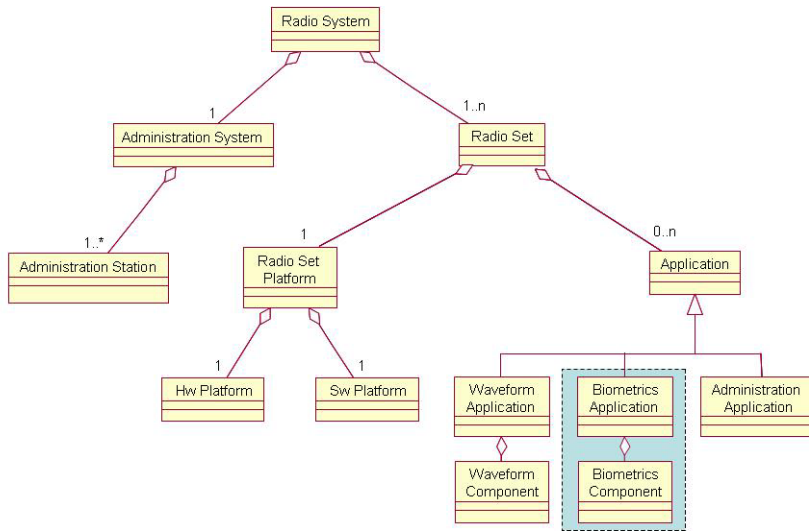 Radio System
1
1..n
Administration System
Radio Set
1..*
1
0..n
Administration Station
Radio Set
Platform
Application
1
1
Hw Platform
Sw Platform
Waveform
Application
Biometrics
Application
Administration
Application
Waveform
Component
Biometrics
Component